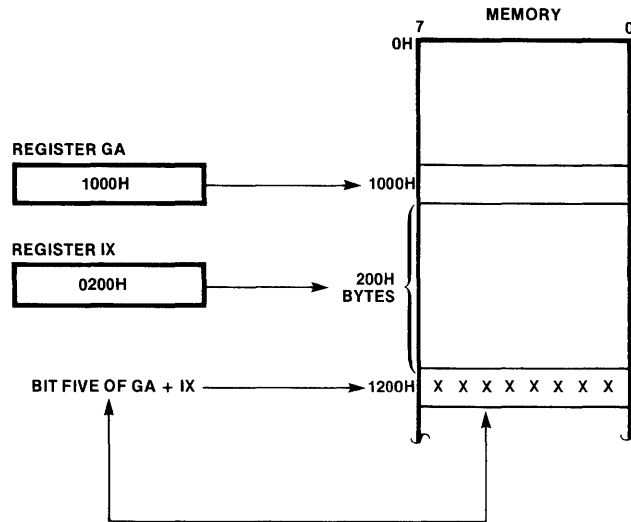 MEMORY
7 0
0H
REGISTER GA
1000H
1000H
REGISTER IX
0200H
200H
BYTES
BIT FIVE OF GA + IX
1200H
X X X X X X X X